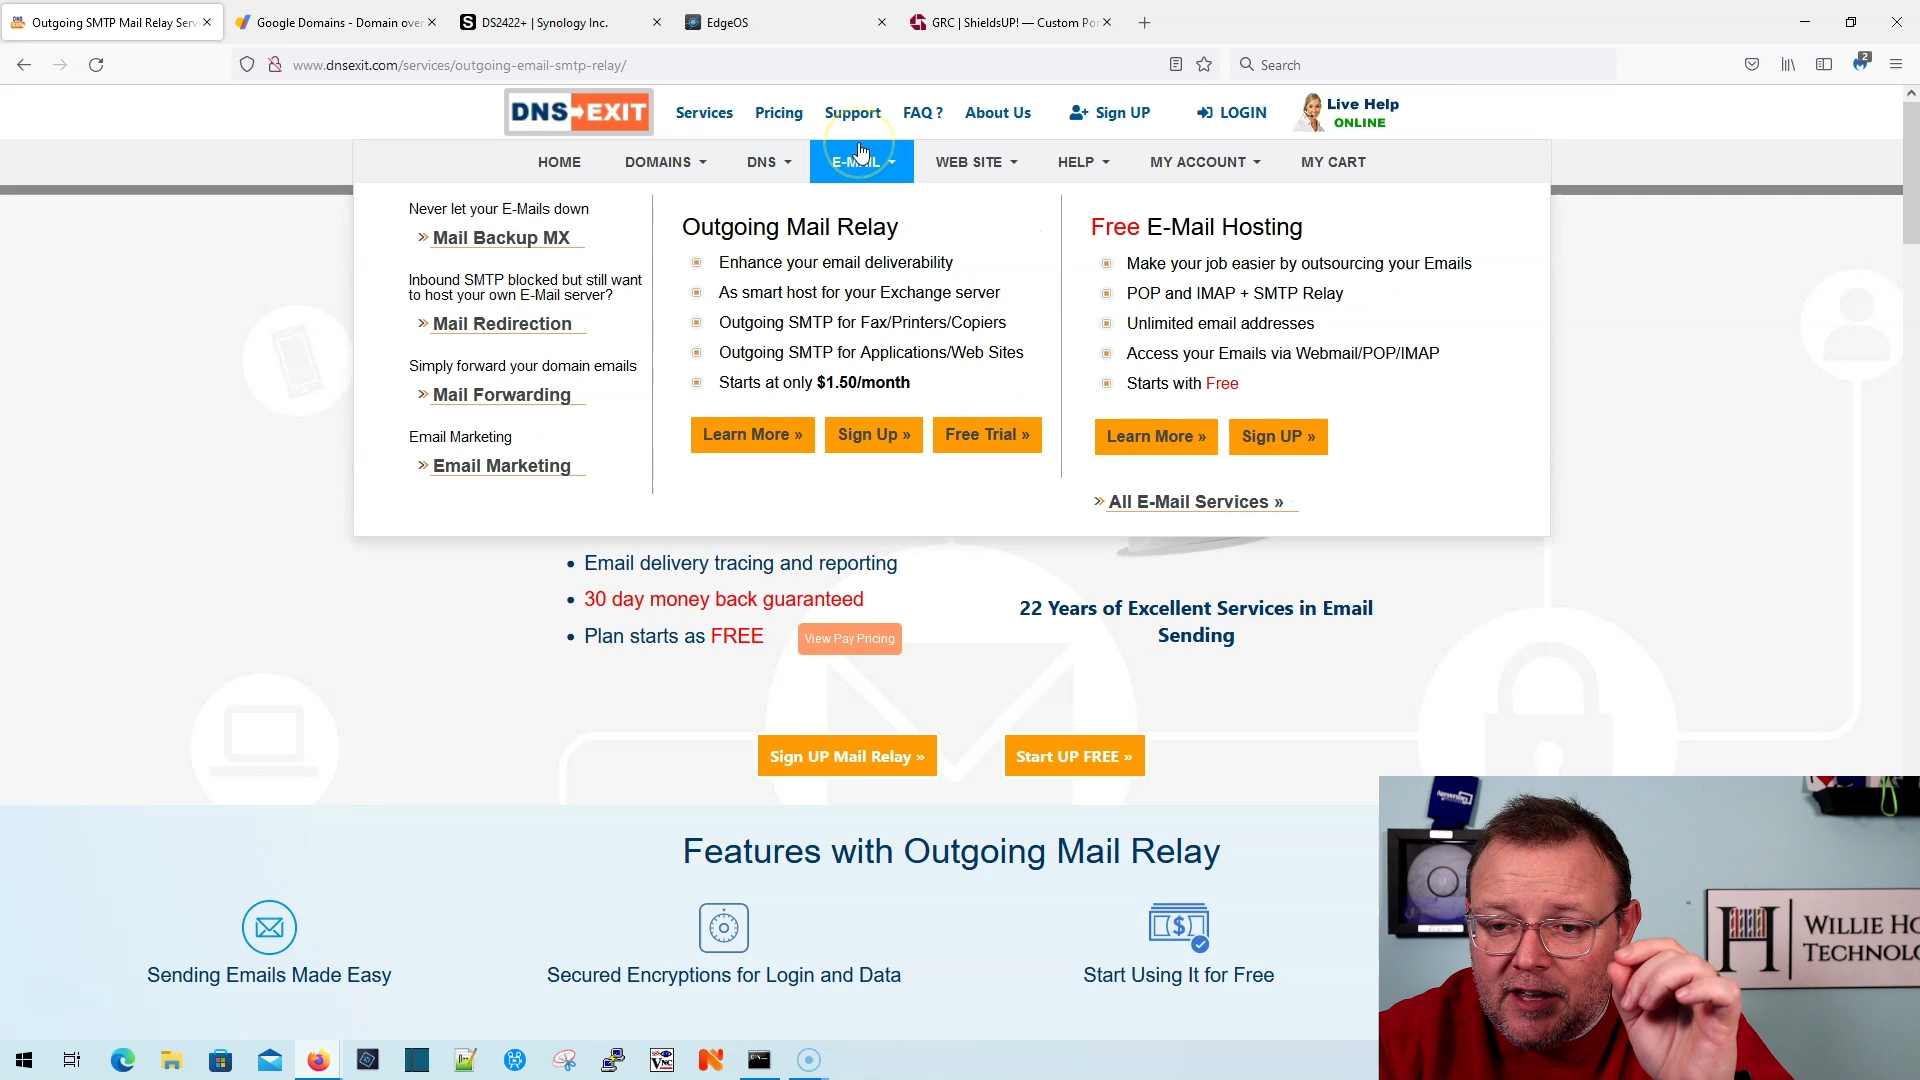 Outgoing SMTP Mail Relay Serv
Google Domains - Domain over
DS2422+ | Synology Inc.
EdgeOS
GRC | ShieldsUP! — Custom Po
www.dnsexit.com/services/outgoing-email-smtp-relay/
Search
2
DNS EXIT
Services
Pricing
Support
FAQ ?
About Us
Sign UP
LOGIN
Live Help
ONLINE
HOME
DOMAINS
DNS
E-MAIL
WEB SITE
HELP
MY ACCOUNT
MY CART
Never let your E-Mails down
» Mail Backup MX
Inbound SMTP blocked but still want
to host your own E-Mail server?
» Mail Redirection
Simply forward your domain emails
» Mail Forwarding
Email Marketing
» Email Marketing
Outgoing Mail Relay
Enhance your email deliverability
As smart host for your Exchange server
Outgoing SMTP for Fax/Printers/Copiers
Outgoing SMTP for Applications/Web Sites
Starts at only $1.50/month
Learn More »
Sign Up »
Free Trial »
Free E-Mail Hosting
Make your job easier by outsourcing your Emails
POP and IMAP + SMTP Relay
Unlimited email addresses
Access your Emails via Webmail/POP/IMAP
Starts with Free
Learn More »
Sign UP »
» All E-Mail Services »
• Email delivery tracing and reporting
• 30 day money back guaranteed
• Plan starts as FREE
View Pay Pricing
22 Years of Excellent Services in Email
Sending
Sign UP Mail Relay »
Start UP FREE »
Features with Outgoing Mail Relay
Sending Emails Made Easy
Secured Encryptions for Login and Data
Start Using It for Free
WILLIE HO
TECHNOLO